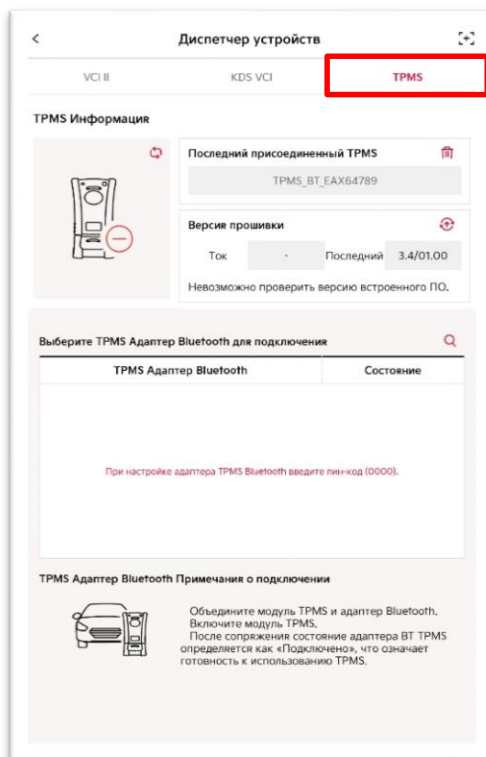 Диспетчер устройств
VCI II KDS VCI TPMS
TPMS Информация
Последний присоединенный TPMS
TPMS_BT_EAX64789
Версия прошивки
Ток - Последний 3.4/01.00
Невозможно проверить версию встроенного ПО.
Выберите TPMS Адаптер Bluetooth для подключения
TPMS Адаптер Bluetooth Состояние
При настройке адаптера TPMS Bluetooth введите пин-код (0000).
TPMS Адаптер Bluetooth Примечания о подключении
Объедините модуль TPMS и адаптер Bluetooth,
Включите модуль TPMS,
После сопряжения состояние адаптера BT TPMS
определяется как «Подключено», что означает
готовность к использованию TPMS,